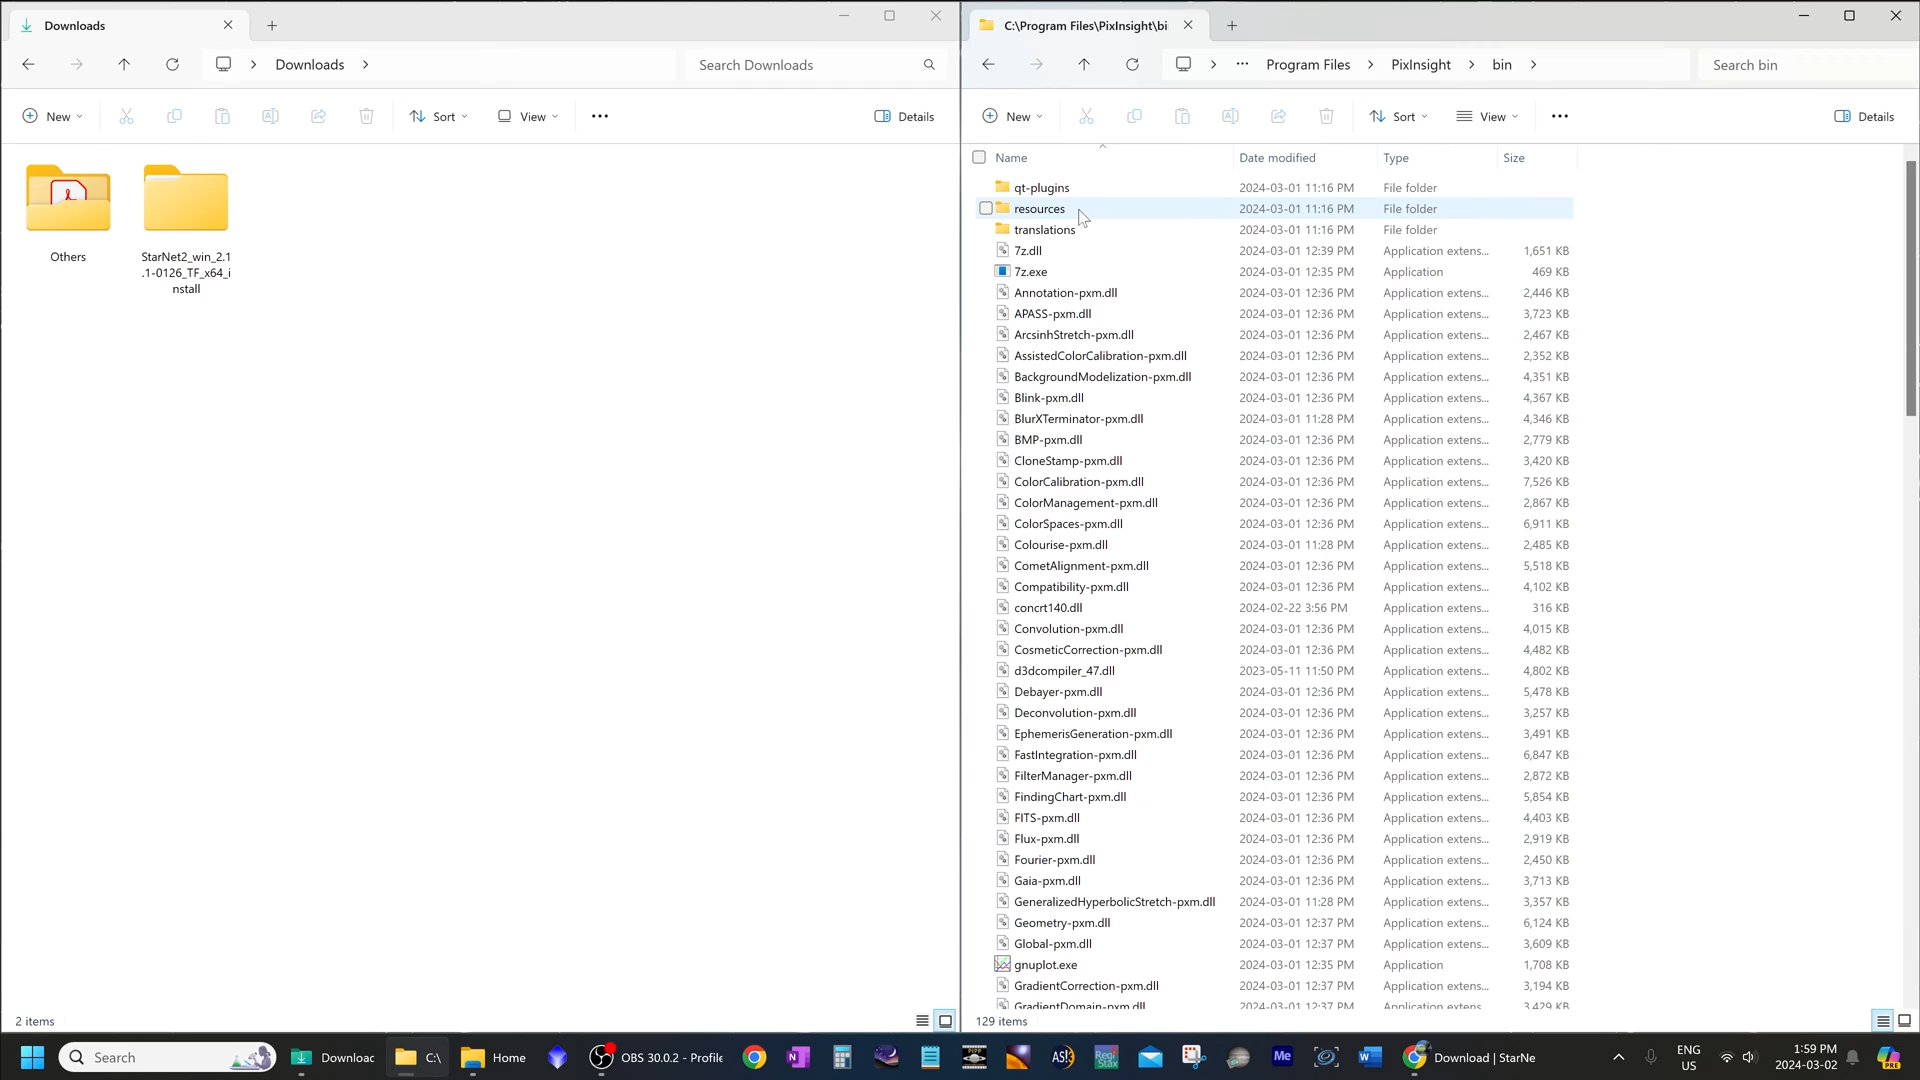 Downloads
Downloads
Search Downloads
New
Sort
View
Details
Others
StarNet2_win_2.1
.1-0126_TF_x64_i
nstall
2 items
C:\Program Files\PixInsight\bi
Program Files
PixInsight
bin
Search bin
New
Sort
View
Details
Name Date modified Type Size
qt-plugins 2024-03-01 11:16 PM File folder
resources 2024-03-01 11:16 PM File folder
translations 2024-03-01 11:16 PM File folder
7z.dll 2024-03-01 12:39 PM Application extens... 1,651 KB
7z.exe 2024-03-01 12:35 PM Application 469 KB
Annotation-pxm.dll 2024-03-01 12:36 PM Application extens... 2,446 KB
APASS-pxm.dll 2024-03-01 12:36 PM Application extens... 3,723 KB
ArcsinhStretch-pxm.dll 2024-03-01 12:36 PM Application extens... 2,467 KB
AssistedColorCalibration-pxm.dll 2024-03-01 12:36 PM Application extens... 2,352 KB
BackgroundModelization-pxm.dll 2024-03-01 12:36 PM Application extens... 4,351 KB
Blink-pxm.dll 2024-03-01 12:36 PM Application extens... 4,367 KB
BlurXTerminator-pxm.dll 2024-03-01 11:28 PM Application extens... 4,346 KB
BMP-pxm.dll 2024-03-01 12:36 PM Application extens... 2,779 KB
CloneStamp-pxm.dll 2024-03-01 12:36 PM Application extens... 3,420 KB
ColorCalibration-pxm.dll 2024-03-01 12:36 PM Application extens... 7,526 KB
ColorManagement-pxm.dll 2024-03-01 12:36 PM Application extens... 2,867 KB
ColorSpaces-pxm.dll 2024-03-01 12:36 PM Application extens... 6,911 KB
Colourise-pxm.dll 2024-03-01 11:28 PM Application extens... 2,485 KB
CometAlignment-pxm.dll 2024-03-01 12:36 PM Application extens... 5,518 KB
Compatibility-pxm.dll 2024-03-01 12:36 PM Application extens... 4,102 KB
concrt140.dll 2024-02-22 3:56 PM Application extens... 316 KB
Convolution-pxm.dll 2024-03-01 12:36 PM Application extens... 4,015 KB
CosmeticCorrection-pxm.dll 2024-03-01 12:36 PM Application extens... 4,482 KB
d3dcompiler_47.dll 2023-05-11 11:50 PM Application extens... 4,802 KB
Debayer-pxm.dll 2024-03-01 12:36 PM Application extens... 5,478 KB
Deconvolution-pxm.dll 2024-03-01 12:36 PM Application extens... 3,257 KB
EphemerisGeneration-pxm.dll 2024-03-01 12:36 PM Application extens... 3,491 KB
FastIntegration-pxm.dll 2024-03-01 12:36 PM Application extens... 6,847 KB
FilterManager-pxm.dll 2024-03-01 12:36 PM Application extens... 2,872 KB
FindingChart-pxm.dll 2024-03-01 12:36 PM Application extens... 5,854 KB
FITS-pxm.dll 2024-03-01 12:36 PM Application extens... 4,403 KB
Flux-pxm.dll 2024-03-01 12:36 PM Application extens... 2,919 KB
Fourier-pxm.dll 2024-03-01 12:36 PM Application extens... 2,450 KB
Gaia-pxm.dll 2024-03-01 12:36 PM Application extens... 3,713 KB
GeneralizedHyperbolicStretch-pxm.dll 2024-03-01 11:28 PM Application extens... 3,357 KB
Geometry-pxm.dll 2024-03-01 12:37 PM Application extens... 6,124 KB
Global-pxm.dll 2024-03-01 12:37 PM Application extens... 3,609 KB
gnuplot.exe 2024-03-01 12:35 PM Application 1,708 KB
GradientCorrection-pxm.dll 2024-03-01 12:37 PM Application extens... 3,194 KB
GradientDomain-pxm.dll 2024-03-01 12:37 PM Application extens... 3,429 KB
129 items
Search
Downloac
C:\
Home
OBS 30.0.2 - Profile
N
PIPP
AS!3
Regi
Stax
Me
W
Download | StarNe
ENG
US
1:59 PM
2024-03-02
PRE